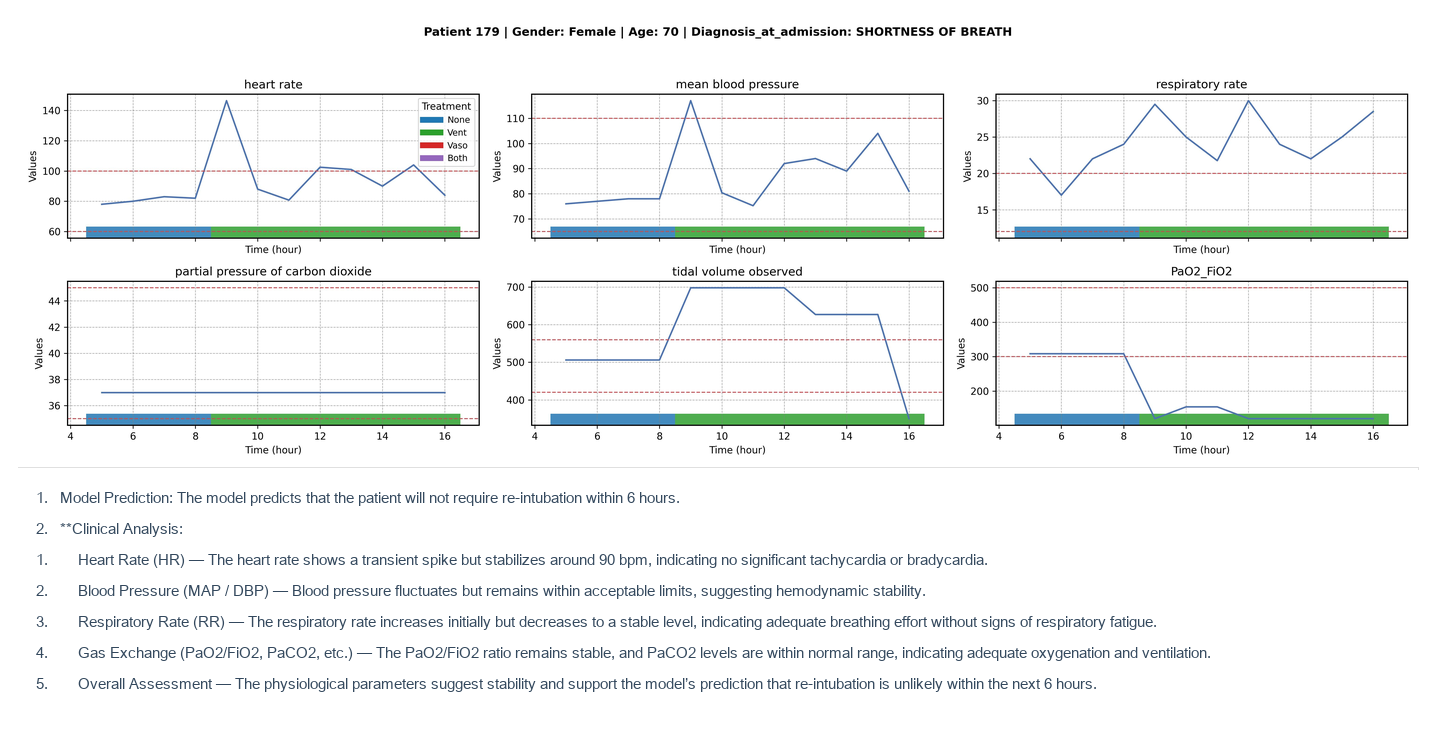 Patient 179 | Gender: Female | Age: 70 | Diagnosis_at_admission: SHORTNESS OF BREATH
heart rate
Values
140
120
100
80
60
Treatment
None
Vent
Vaso
Both
Time (hour)
mean blood pressure
Values
110
100
90
80
70
Time (hour)
respiratory rate
Values
30
25
20
15
Time (hour)
partial pressure of carbon dioxide
Values
44
42
40
38
36
4 6 8 10 12 14 16
Time (hour)
tidal volume observed
Values
700
600
500
400
4 6 8 10 12 14 16
Time (hour)
PaO2_FiO2
Values
500
400
300
200
4 6 8 10 12 14 16
Time (hour)
1. Model Prediction: The model predicts that the patient will not require re-intubation within 6 hours.
2. **Clinical Analysis:
1. Heart Rate (HR) — The heart rate shows a transient spike but stabilizes around 90 bpm, indicating no significant tachycardia or bradycardia.
2. Blood Pressure (MAP / DBP) — Blood pressure fluctuates but remains within acceptable limits, suggesting hemodynamic stability.
3. Respiratory Rate (RR) — The respiratory rate increases initially but decreases to a stable level, indicating adequate breathing effort without signs of respiratory fatigue.
4. Gas Exchange (PaO2/FiO2, PaCO2, etc.) — The PaO2/FiO2 ratio remains stable, and PaCO2 levels are within normal range, indicating adequate oxygenation and ventilation.
5. Overall Assessment — The physiological parameters suggest stability and support the model's prediction that re-intubation is unlikely within the next 6 hours.